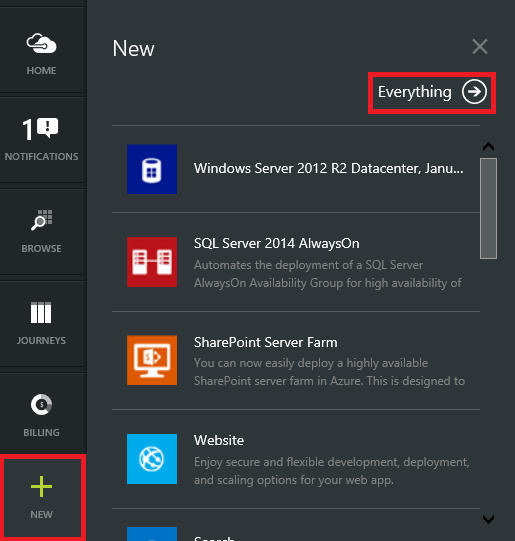 New
Everything
HOME
1
NOTIFICATIONS
BROWSE
JOURNEYS
BILLING
NEW
Windows Server 2012 R2 Datacenter, Janu...
SQL Server 2014 AlwaysOn
Automates the deployment of a SQL Server
AlwaysOn Availability Group for high availability of
SharePoint Server Farm
You can now easily deploy a highly available
SharePoint server farm in Azure. This is designed to
Website
Enjoy secure and flexible development, deployment,
and scaling options for your web app.
Search